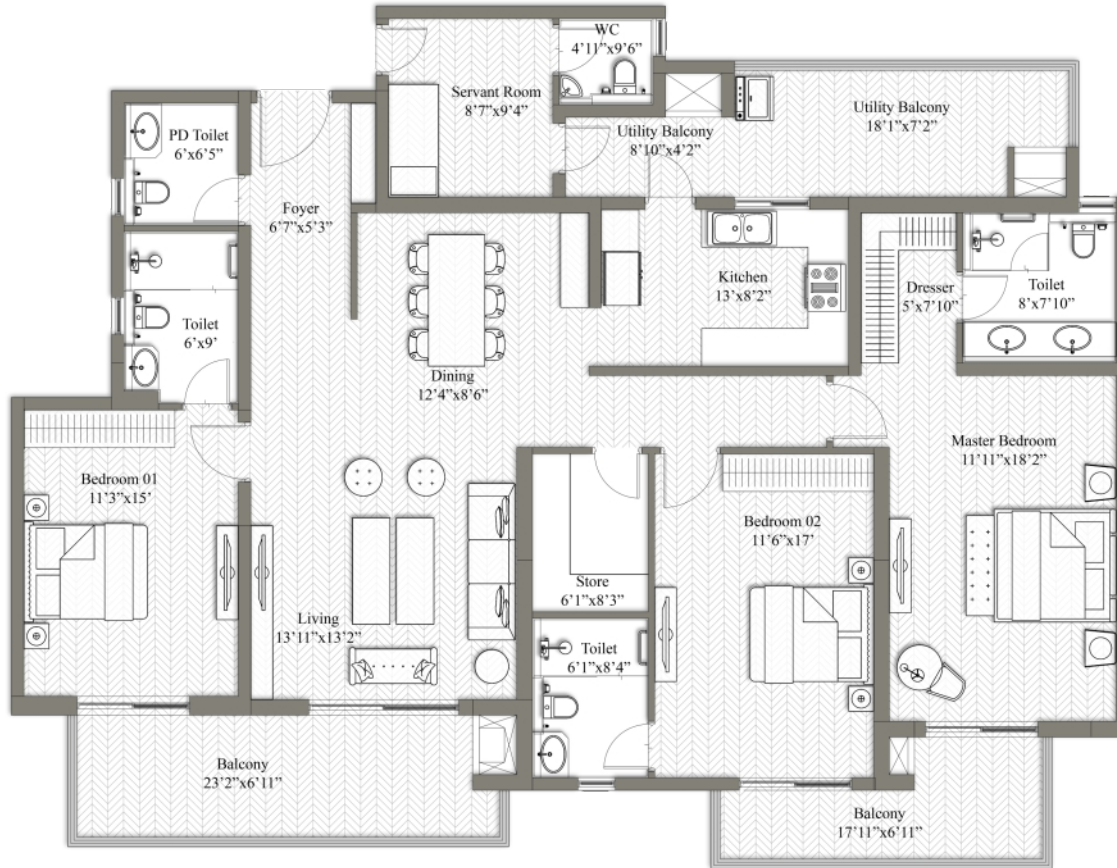 WC
4'11"x9'6"
Servant Room
8'7"x9'4"
Utility Balcony
18'1"x7'2"
Utility Balcony
8'10"x4'2"
PD Toilet
6'x6'5"
Foyer
6'7"x5'3"
Kitchen
13'x8'2"
Dresser
5'x7'10"
Toilet
8'x7'10"
Toilet
6'x9'
Dining
12'4"x8'6"
Master Bedroom
11'11"x18'2"
Bedroom 01
11'3"x15'
Bedroom 02
11'6"x17'
Store
6'1"x8'3"
Living
13'11"x13'2"
Toilet
6'1"x8'4"
Balcony
23'2"x6'11"
Balcony
17'11"x6'11"